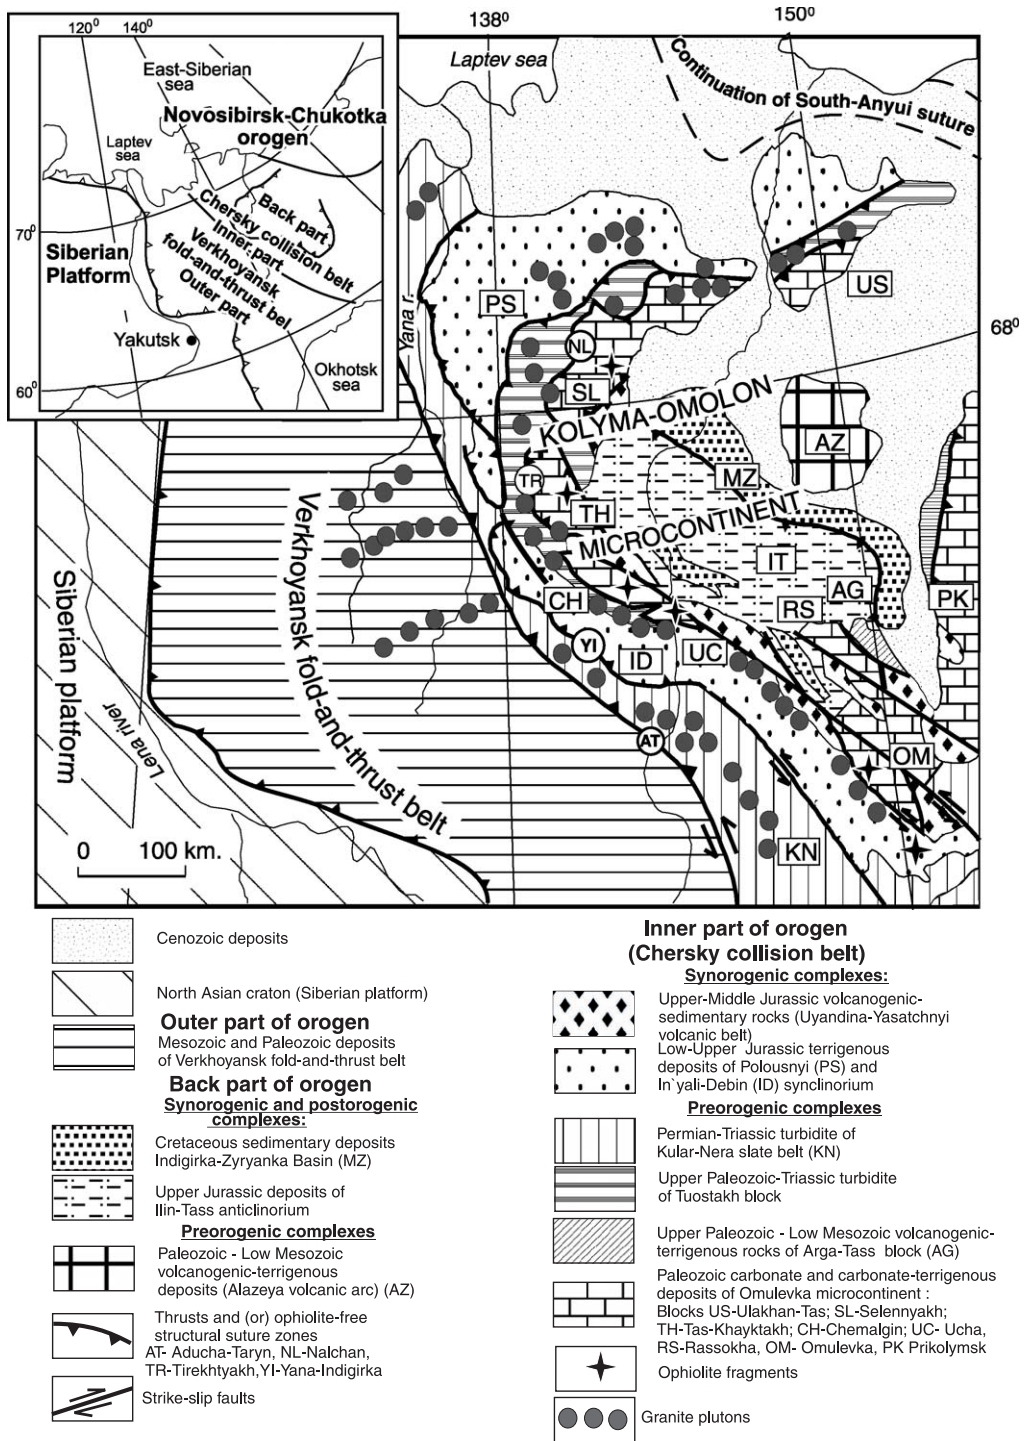 138⁰
150⁰
120⁰ 140⁰
East-Siberian
sea
Novosibirsk-Chukotka
orogen
Laptev
sea
Back part
Chersky collision belt
Inner part
Verkhoyansk
fold-and-thrust bel
Outer part
70⁰
Siberian
Platform
Yakutsk
60⁰
Okhotsk
sea
Laptev sea
Continuation of South-Anyui suture
US
68⁰
PS
Yana r.
NL
SL
KOLYMA-OMOLON
AZ
MZ
TR
TH
MICROCONTINENT
IT
AG
PK
CH
RS
YI
ID
UC
AT
OM
KN
Verkhoyansk fold-and-thrust belt
Siberian platform
Lena river
0 100 km.
Cenozoic deposits
North Asian craton (Siberian platform)
Outer part of orogen
Mesozoic and Paleozoic deposits
of Verkhoyansk fold-and-thrust belt
Back part of orogen
Synorogenic and postorogenic
complexes:
Cretaceous sedimentary deposits
Indigirka-Zyryanka Basin (MZ)
Upper Jurassic deposits of
Ilin-Tass anticlinorium
Preorogenic complexes
Paleozoic - Low Mesozoic
volcanogenic-terrigenous
deposits (Alazeya volcanic arc) (AZ)
Thrusts and (or) ophiolite-free
structural suture zones
AT- Aducha-Taryn, NL-Nalchan,
TR-Tirekhtyakh,YI-Yana-Indigirka
Strike-slip faults
Inner part of orogen
(Chersky collision belt)
Synorogenic complexes:
Upper-Middle Jurassic volcanogenic-
sedimentary rocks (Uyandina-Yasatchnyi
volcanic belt)
Low-Upper Jurassic terrigenous
deposits of Polousnyi (PS) and
In`yali-Debin (ID) synclinorium
Preorogenic complexes
Permian-Triassic turbidite of
Kular-Nera slate belt (KN)
Upper Paleozoic-Triassic turbidite
of Tuostakh block
Upper Paleozoic - Low Mesozoic volcanogenic-
terrigenous rocks of Arga-Tass block (AG)
Paleozoic carbonate and carbonate-terrigenous
deposits of Omulevka microcontinent :
Blocks US-Ulakhan-Tas; SL-Selennyakh;
TH-Tas-Khayktakh; CH-Chemalgin; UC- Ucha,
RS-Rassokha, OM- Omulevka, PK Prikolymsk
Ophiolite fragments
Granite plutons